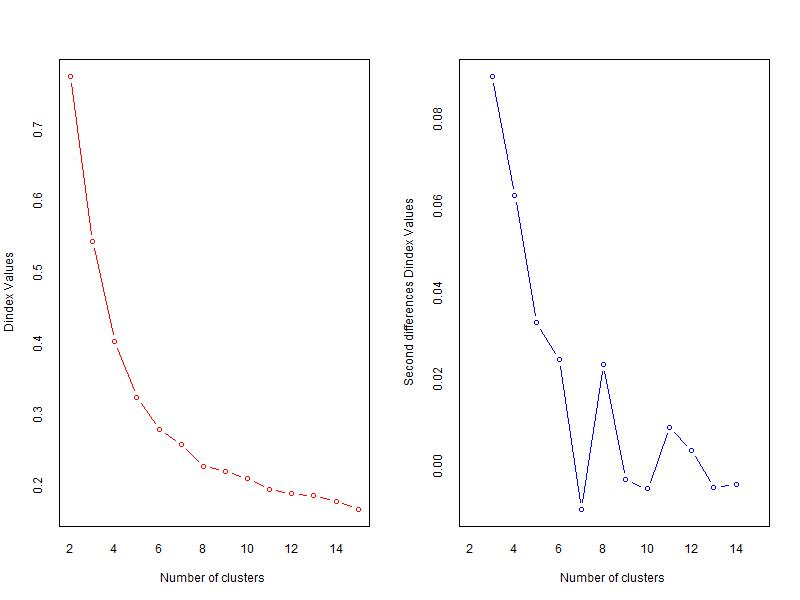 Dindex Values
0.7
0.6
0.5
0.4
0.3
0.2
2 4 6 8 10 12 14
Number of clusters
Second differences Dindex Values
0.08
0.06
0.04
0.02
0.00
2 4 6 8 10 12 14
Number of clusters